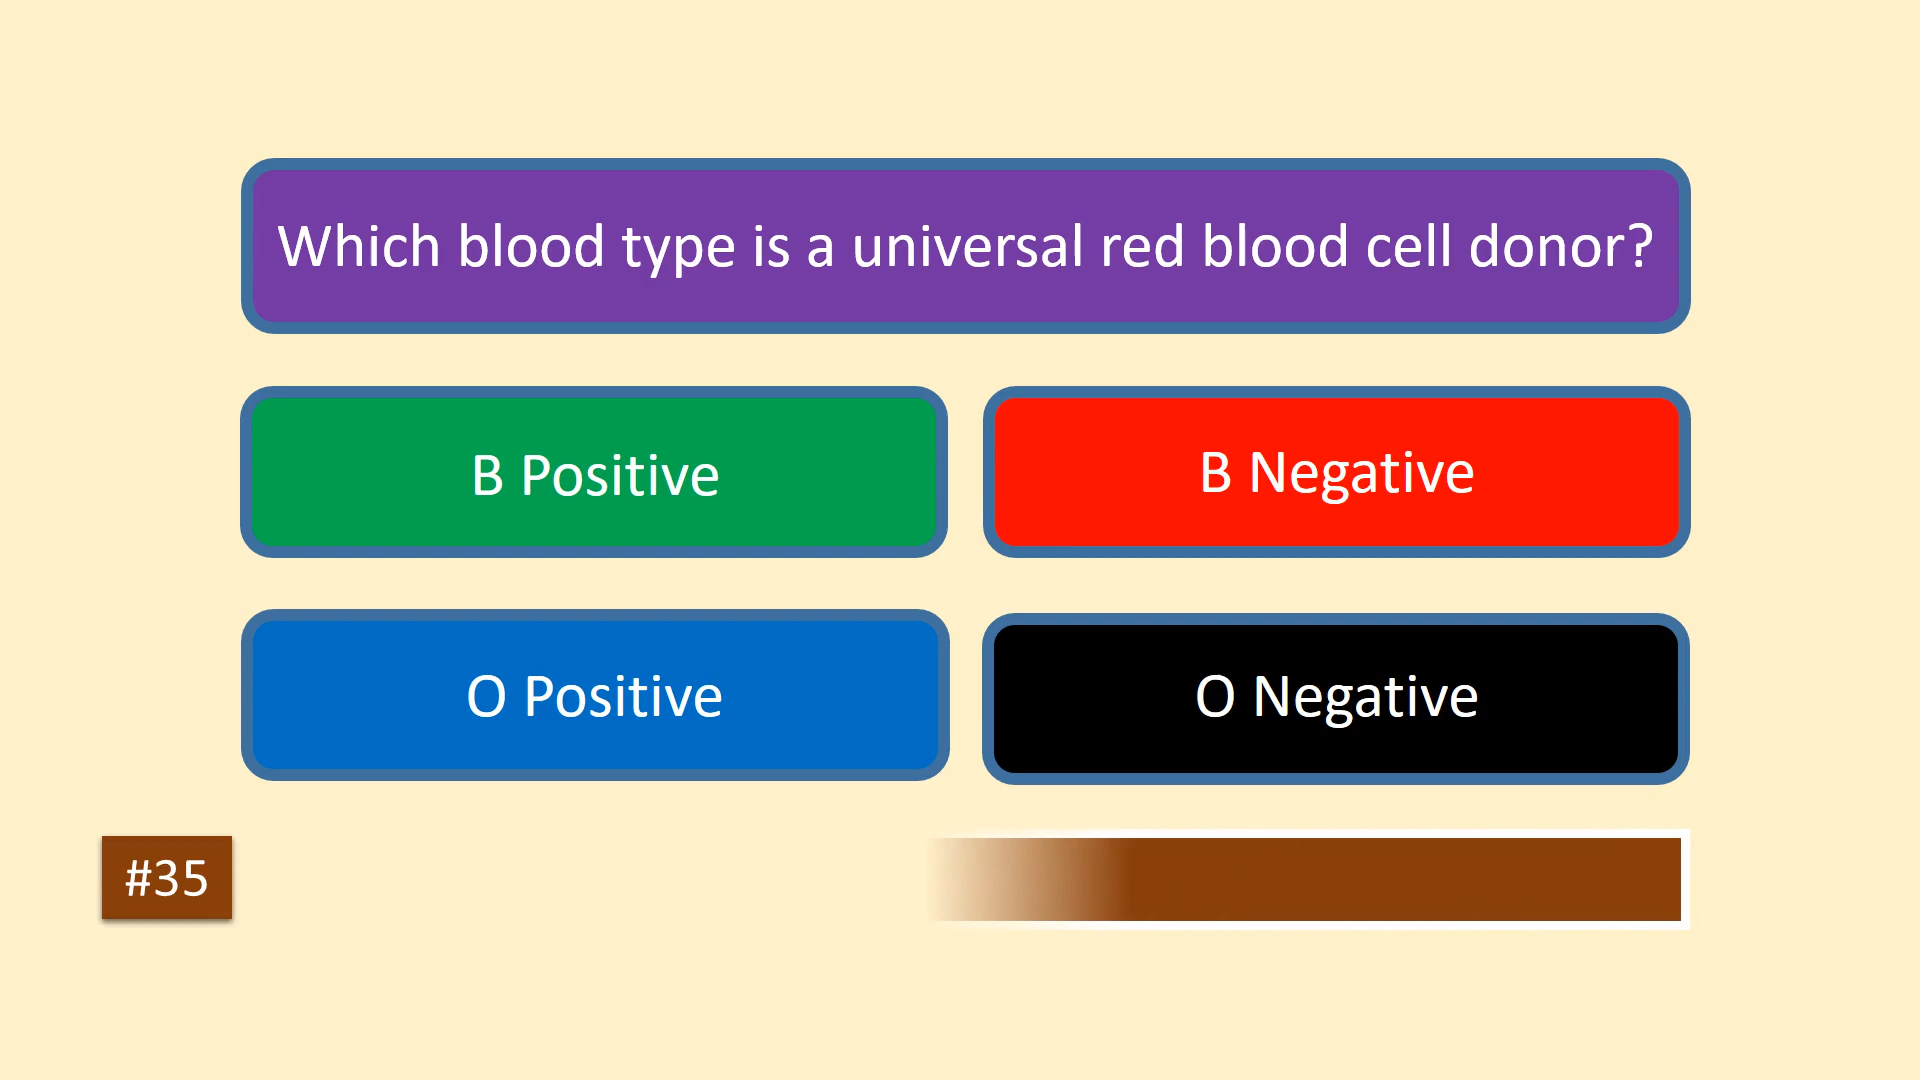 Which blood type is a universal red blood cell donor?
B Positive
B Negative
O Positive
O Negative
#35